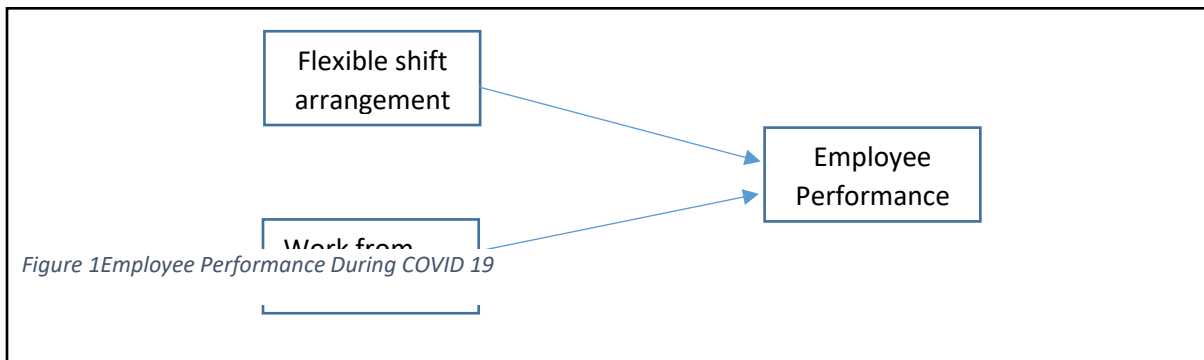 Flexible shift
arrangement
Employee
Performance
Work from
Figure 1Employee Performance During COVID 19